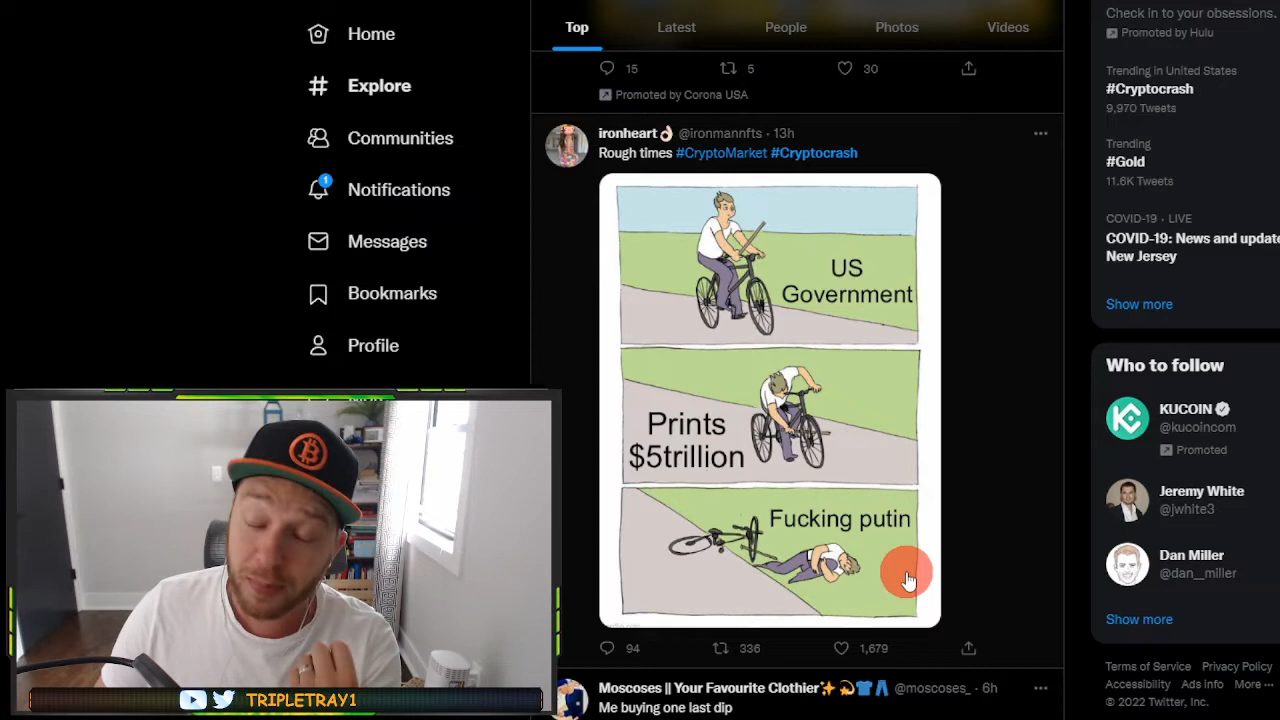 Home
Explore
Communities
1
Notifications
Messages
Bookmarks
Profile
Top
Latest
People
Photos
Videos
15
5
30
Promoted by Corona USA
ironheart👌 @ironmannfts · 13h
Rough times #CryptoMarket #Cryptocrash
US
Government
Prints
$5trillion
Fucking putin
94
336
1,679
Moscoses || Your Favourite Clothier✨💫👕👖 @moscoses_ · 6h
Me buying one last dip
Check in to your obsessions.
Promoted by Hulu
Trending in United States
#Cryptocrash
9,970 Tweets
Trending
#Gold
11.6K Tweets
COVID-19 · LIVE
COVID-19: News and update
New Jersey
Show more
Who to follow
KUCOIN
@kucoincom
Promoted
Jeremy White
@jwhite3
Dan Miller
@dan__miller
Show more
Terms of Service Privacy Policy
Accessibility Ads info More
© 2022 Twitter, Inc.
TRIPLETRAY1